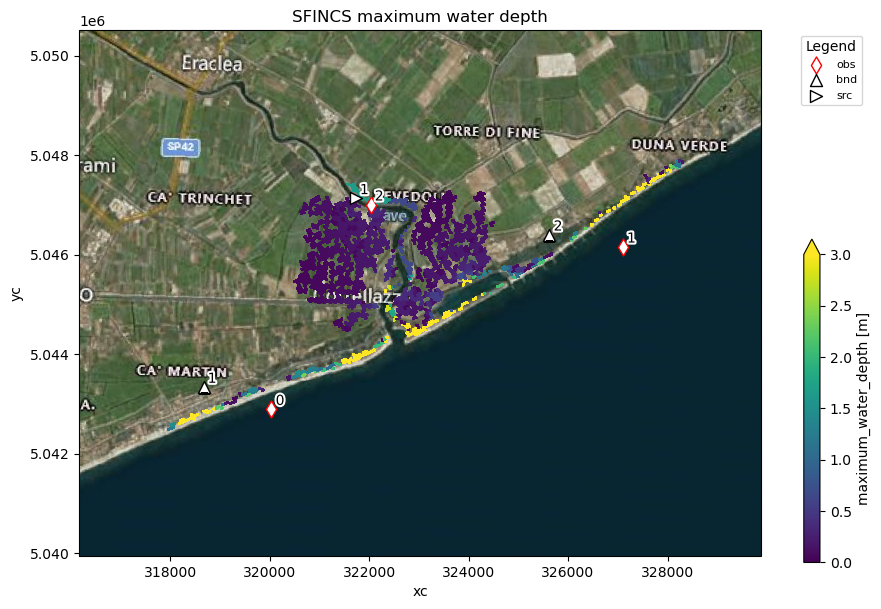 SFINCS maximum water depth
1e6
5.050
5.048
5.046
5.044
5.042
5.040
yc
318000
320000
322000
324000
326000
328000
xc
Eraclea
SP42
TORRE DI FINE
DUNA VERDE
CA' TRINCHET
1
2
2
1
CA' MARTIN
1
0
A.
Legend
obs
bnd
src
3.0
2.5
2.0
1.5
1.0
0.5
0.0
maximum_water_depth [m]